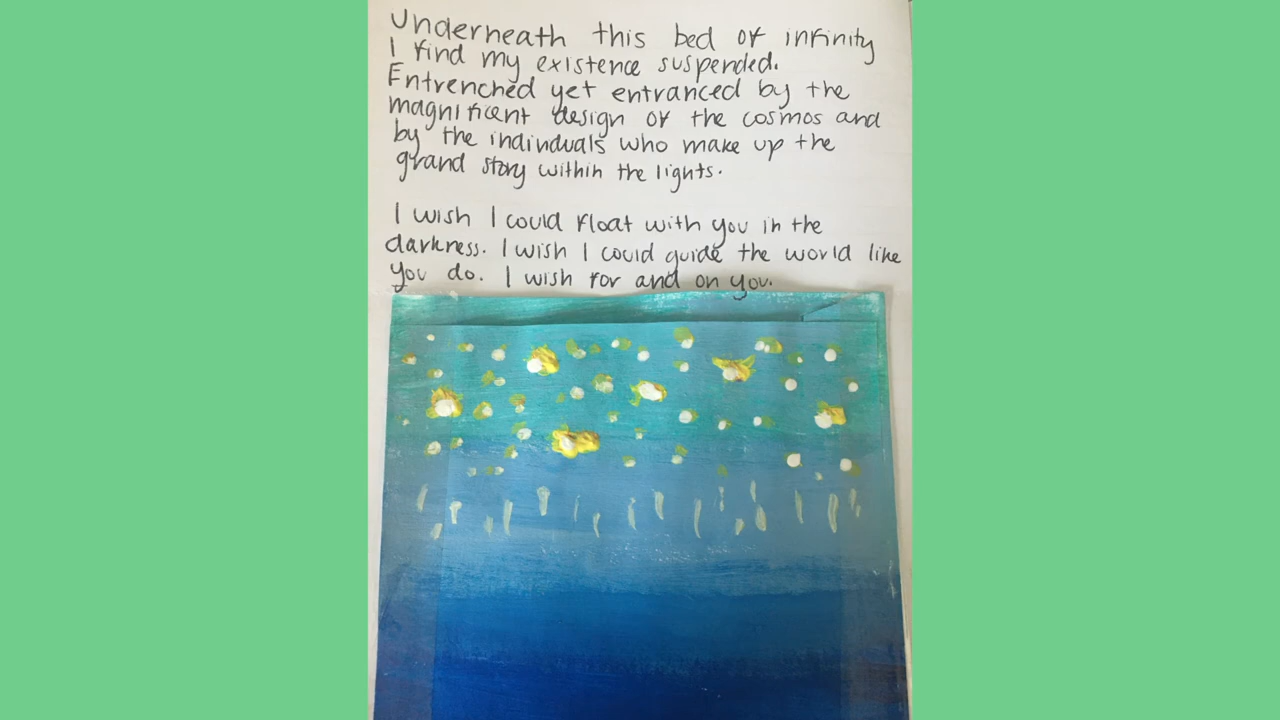 Underneath this bed of infinity
I find my existence suspended.
Entrenched yet entranced by the
magnificent design of the cosmos and
by the indinduals who make up the
grand story within the lights.
I wish I could float with you in the
darkness. I wish I could guide the world like
you do. I wish for and on you.